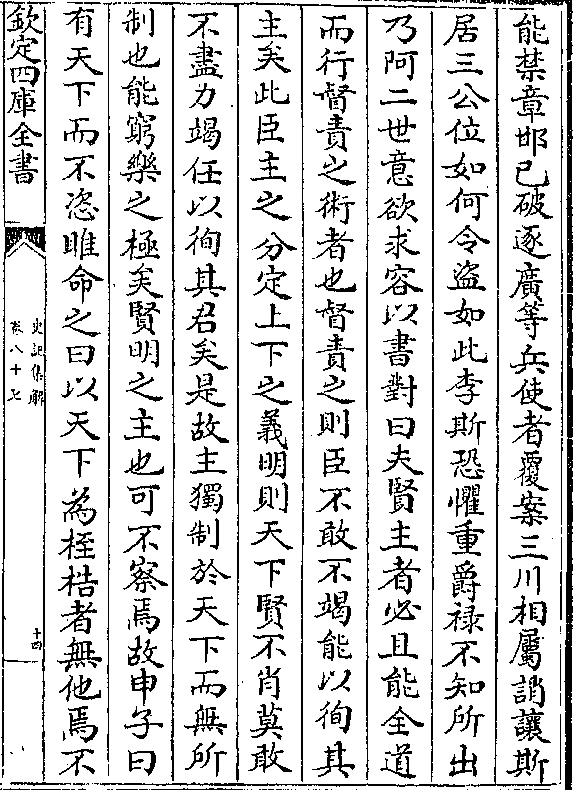 能禁章邯已破逐廣等兵使者覆案三川相屬誚讓斯
居三公位如何令盜如此李斯恐懼重爵祿不知所出
乃阿二世意欲求容以書對曰夫賢主者必且能全道
而行督責之術者也督責之則臣不敢不竭能以徇其
主矣此臣主之分定上下之義明則天下賢不肖莫敢
不盡力竭任以徇其君矣是故主獨制於天下而無所
制也能窮樂之極矣賢明之主也可不察焉故申子曰
有天下而不恣睢命之曰以天下為桎梏者無他焉不
欽定四庫全書
史記集解
卷八十七
十四